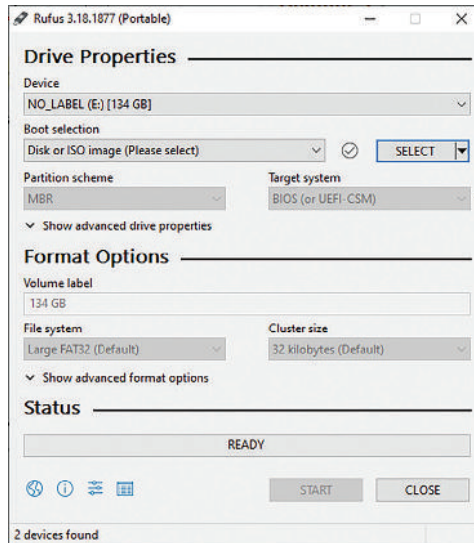 Rufus 3.18.1877 (Portable)
Drive Properties
Device
NO_LABEL (E:) [134 GB]
Boot selection
Disk or ISO image (Please select)
SELECT
Partition scheme
Target system
MBR
BIOS (or UEFI-CSM)
Show advanced drive properties
Format Options
Volume label
134 GB
File system
Cluster size
Large FAT32 (Default)
32 kilobytes (Default)
Show advanced format options
Status
READY
START
CLOSE
2 devices found